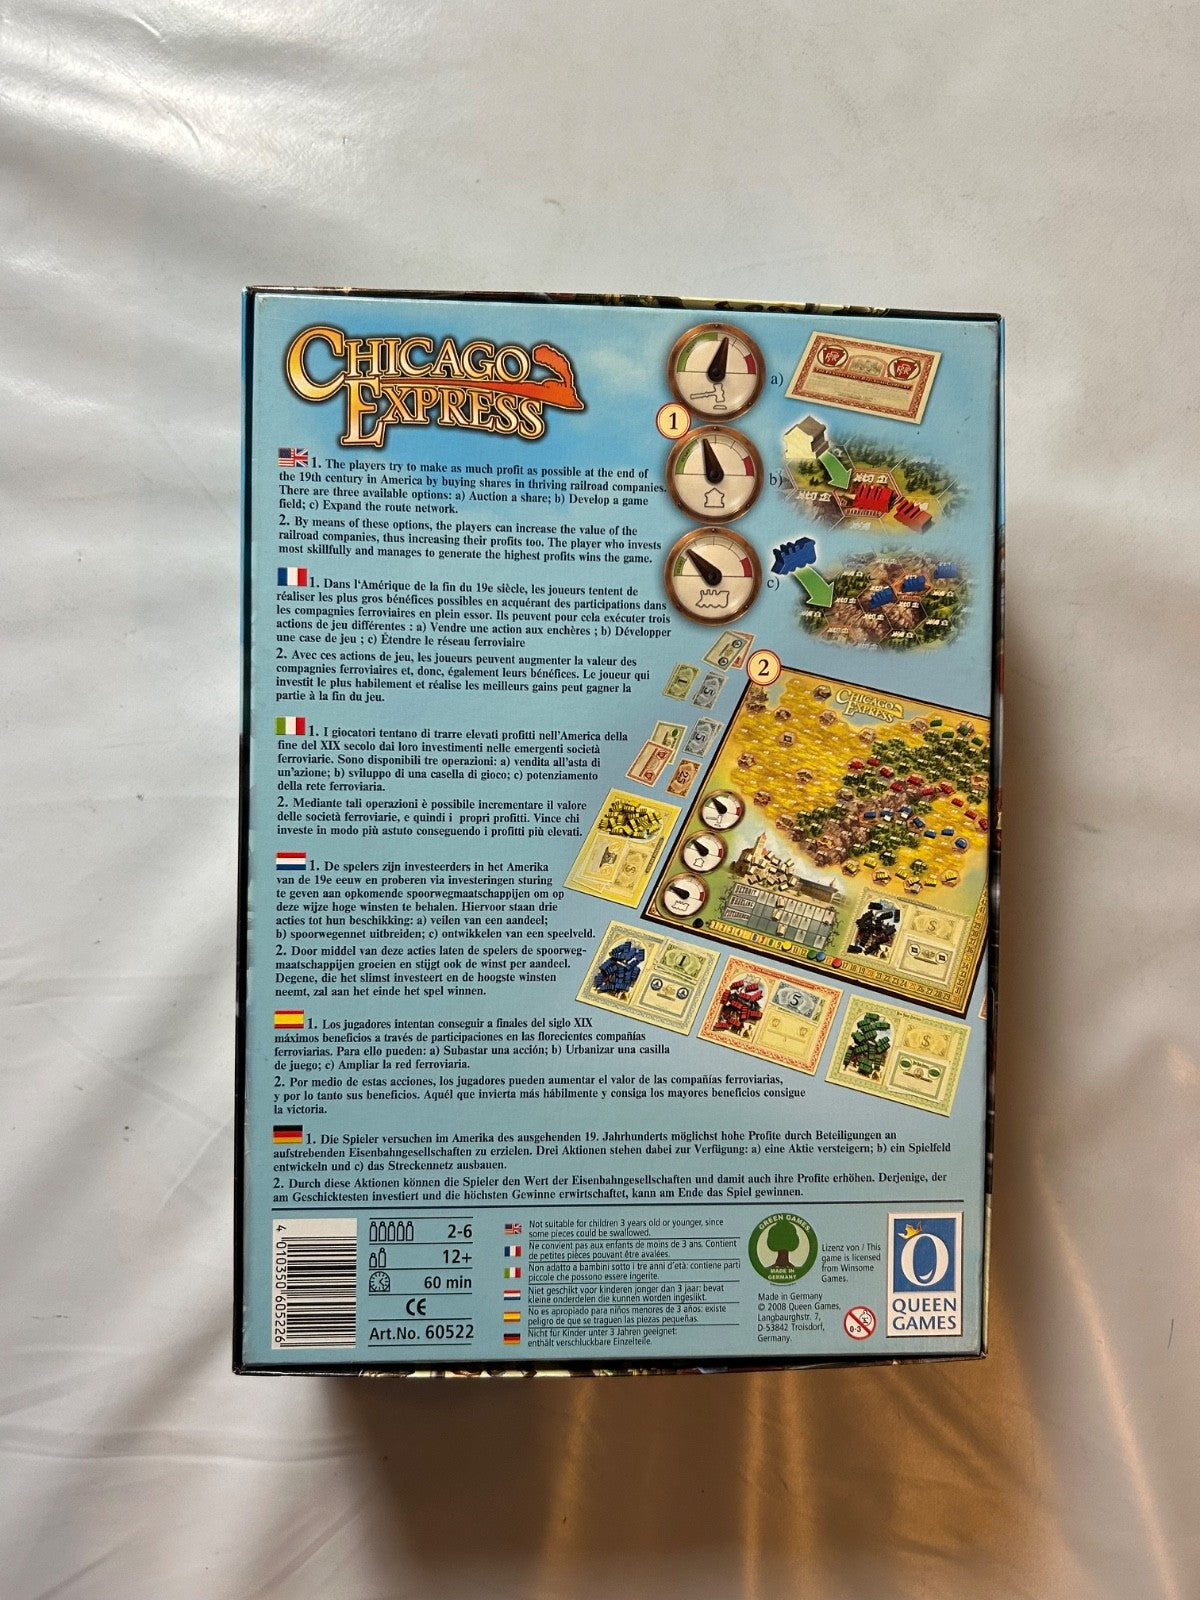 CHICAGO
EXPRESS
1. The players try to make as much profit as possible at the end of
the 19th century in America by buying shares in thriving railroad companies.
There are three available options: a) Auction a share; b) Develop a game
field; c) Expand the route network.
2. By means of these options, the players can increase the value of the
railroad companies, thus increasing their profits too. The player who invests
most skillfully and manages to generate the highest profits wins the game.
1. Dans l'Amérique de la fin du 19e siècle, les joueurs tentent de
réaliser les plus gros bénéfices possibles en acquérant des participations dans
les compagnies ferroviaires en plein essor. Ils peuvent pour cela exécuter trois
actions de jeu différentes : a) Vendre une action aux enchères ; b) Développer
une case de jeu ; c) Étendre le réseau ferroviaire
2. Avec ces actions de jeu, les joueurs peuvent augmenter la valeur des
compagnies ferroviaires et, donc, également leurs bénéfices. Le joueur qui
investit le plus habilement et réalise les meilleurs gains peut gagner la
partie à la fin du jeu.
1. I giocatori tentano di trarre elevati profitti nell'America della
fine del XIX secolo dai loro investimenti nelle emergenti società
ferroviarie. Sono disponibili tre operazioni: a) vendita all'asta di
un'azione; b) sviluppo di una casella di gioco; c) potenziamento
della rete ferroviaria.
2. Mediante tali operazioni è possibile incrementare il valore
delle società ferroviarie, e quindi i propri profitti. Vince chi
investe in modo più astuto conseguendo i profitti più elevati.
1. De spelers zijn investeerders in het Amerika
van de 19e eeuw en proberen via investeringen sturing
te geven aan opkomende spoorwegmaatschappijen om op
deze wijze hoge winsten te behalen. Hiervoor staan drie
acties tot hun beschikking: a) veilen van een aandeel;
b) spoorwegennet uitbreiden; c) ontwikkelen van een speelveld.
2. Door middel van deze acties laten de spelers de spoorweg-
maatschappijen groeien en stijgt ook de winst per aandeel.
Degene, die het slimst investeert en de hoogste winsten
neemt, zal aan het einde het spel winnen.
1. Los jugadores intentan conseguir a finales del siglo XIX
máximos beneficios a través de participaciones en las florecientes compañías
ferroviarias. Para ello pueden: a) Subastar una acción; b) Urbanizar una casilla
de juego; c) Ampliar la red ferroviaria.
2. Por medio de estas acciones, los jugadores pueden aumentar el valor de las compañías ferroviarias,
y por lo tanto sus beneficios. Aquél que invierta más hábilmente y consiga los mayores beneficios consigue
la victoria.
1. Die Spieler versuchen im Amerika des ausgehenden 19. Jahrhunderts möglichst hohe Profite durch Beteiligungen an
aufstrebenden Eisenbahngesellschaften zu erzielen. Drei Aktionen stehen dabei zur Verfügung: a) eine Aktie versteigern; b) ein Spielfeld
entwickeln und c) das Streckennetz ausbauen.
2. Durch diese Aktionen können die Spieler den Wert der Eisenbahngesellschaften und damit auch ihre Profite erhöhen. Derjenige, der
am Geschicktesten investiert und die höchsten Gewinne erwirtschaftet, kann am Ende das Spiel gewinnen.
1
a)
b)
c)
2
CHICAGO
EXPRESS
1
5
25
DETROIT
WHEELING
PITTSBURGH
1
5
4 010350 605226
2-6
12+
60 min
CE
Art.No. 60522
Not suitable for children 3 years old or younger, since
some pieces could be swallowed.
Ne convient pas aux enfants de moins de 3 ans. Contient
de petites pièces pouvant être avalées.
Non adatto a bambini sotto i tre anni d'età: contiene parti
piccole che possono essere ingerite.
Niet geschikt voor kinderen jonger dan 3 jaar: bevat
kleine onderdelen die kunnen worden ingeslikt.
No es apropiado para niños menores de 3 años: existe
peligro de que se traguen las piezas pequeñas.
Nicht für Kinder unter 3 Jahren geeignet:
enthält verschluckbare Einzelteile.
GREEN GAMES
MADE IN
GERMANY
Lizenz von / This
game is licensed
from Winsome
Games.
Made in Germany
© 2008 Queen Games,
Langbaurghstr. 7,
D-53842 Troisdorf,
Germany.
0-3
QUEEN
GAMES